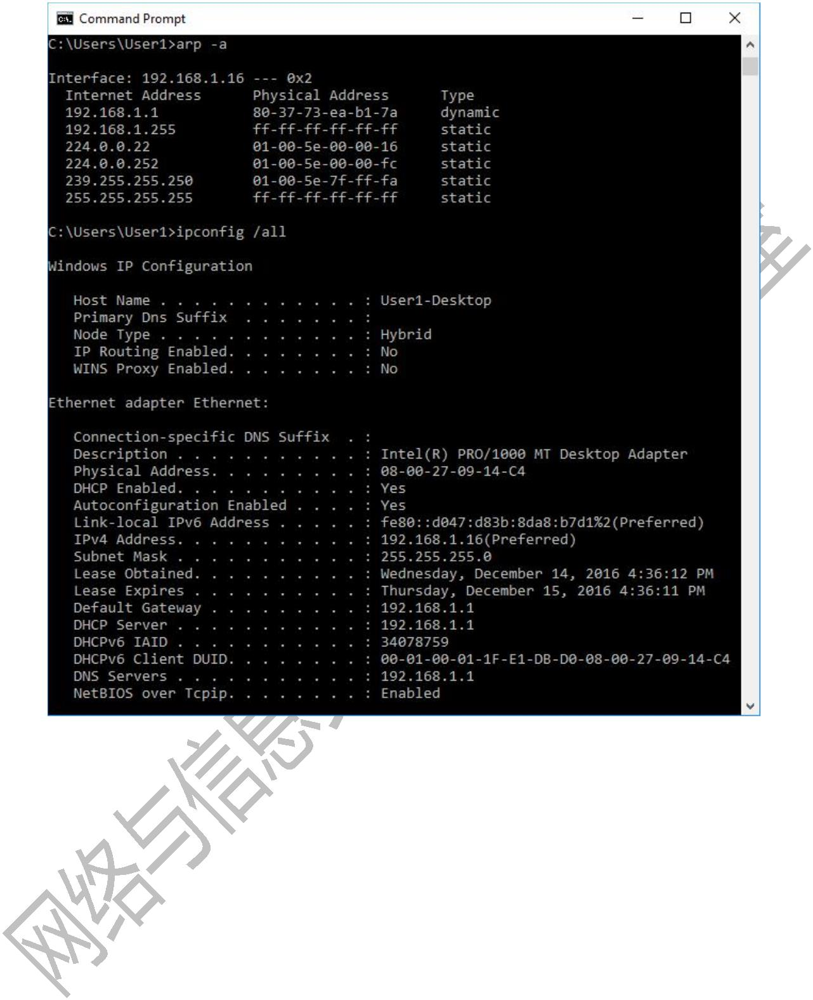 Command Prompt
C:\Users\User1>arp -a
Interface: 192.168.1.16 --- 0x2
Internet Address Physical Address Type
192.168.1.1 80-37-73-ea-b1-7a dynamic
192.168.1.255 ff-ff-ff-ff-ff-ff static
224.0.0.22 01-00-5e-00-00-16 static
224.0.0.252 01-00-5e-00-00-fc static
239.255.255.250 01-00-5e-7f-ff-fa static
255.255.255.255 ff-ff-ff-ff-ff-ff static
C:\Users\User1>ipconfig /all
Windows IP Configuration
Host Name . . . . . . . . . . . . : User1-Desktop
Primary Dns Suffix . . . . . . . :
Node Type . . . . . . . . . . . . : Hybrid
IP Routing Enabled. . . . . . . . : No
WINS Proxy Enabled. . . . . . . . : No
Ethernet adapter Ethernet:
Connection-specific DNS Suffix . :
Description . . . . . . . . . . . : Intel(R) PRO/1000 MT Desktop Adapter
Physical Address. . . . . . . . . : 08-00-27-09-14-C4
DHCP Enabled. . . . . . . . . . . : Yes
Autoconfiguration Enabled . . . . : Yes
Link-local IPv6 Address . . . . . : fe80::d047:d83b:8da8:b7d1%2(Preferred)
IPv4 Address. . . . . . . . . . . : 192.168.1.16(Preferred)
Subnet Mask . . . . . . . . . . . : 255.255.255.0
Lease Obtained. . . . . . . . . . : Wednesday, December 14, 2016 4:36:12 PM
Lease Expires . . . . . . . . . . : Thursday, December 15, 2016 4:36:11 PM
Default Gateway . . . . . . . . . : 192.168.1.1
DHCP Server . . . . . . . . . . . : 192.168.1.1
DHCPv6 IAID . . . . . . . . . . . : 34078759
DHCPv6 Client DUID. . . . . . . . : 00-01-00-01-1F-E1-DB-D0-08-00-27-09-14-C4
DNS Servers . . . . . . . . . . . : 192.168.1.1
NetBIOS over Tcpip. . . . . . . . : Enabled
网络与信息